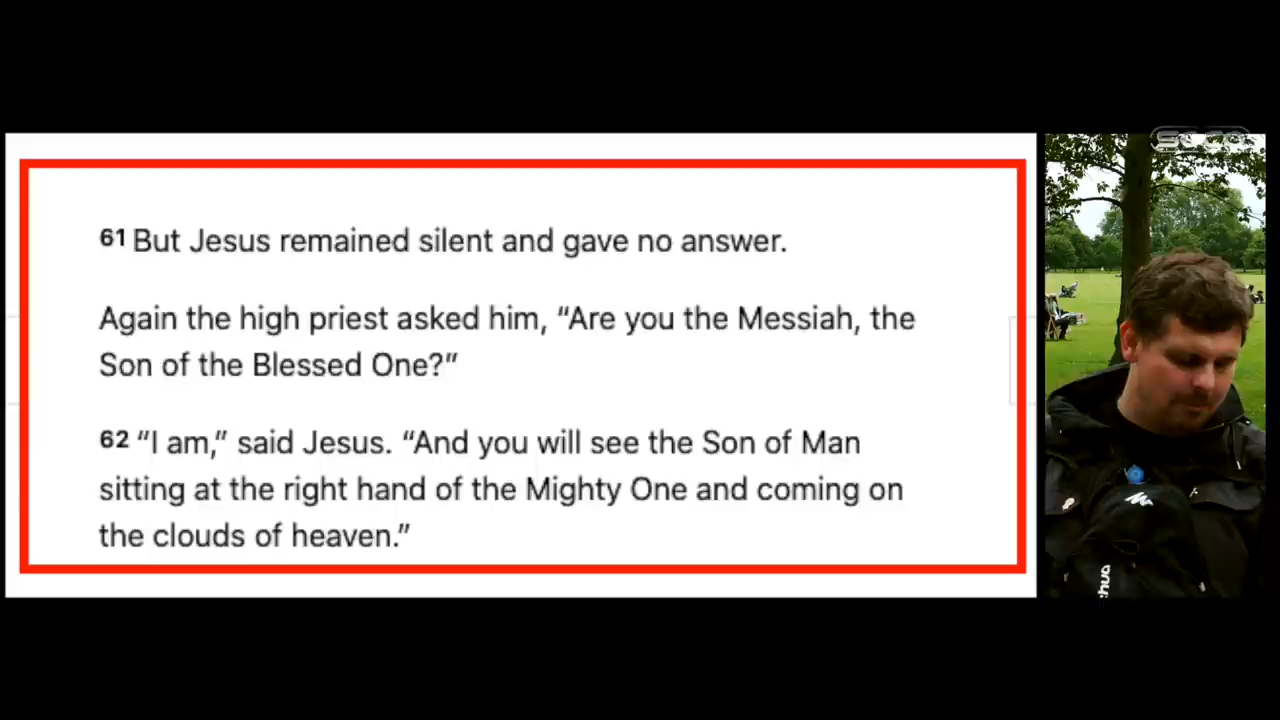 SCDC
61 But Jesus remained silent and gave no answer.
Again the high priest asked him, “Are you the Messiah, the
Son of the Blessed One?”
62 “I am,” said Jesus. “And you will see the Son of Man
sitting at the right hand of the Mighty One and coming on
the clouds of heaven.”